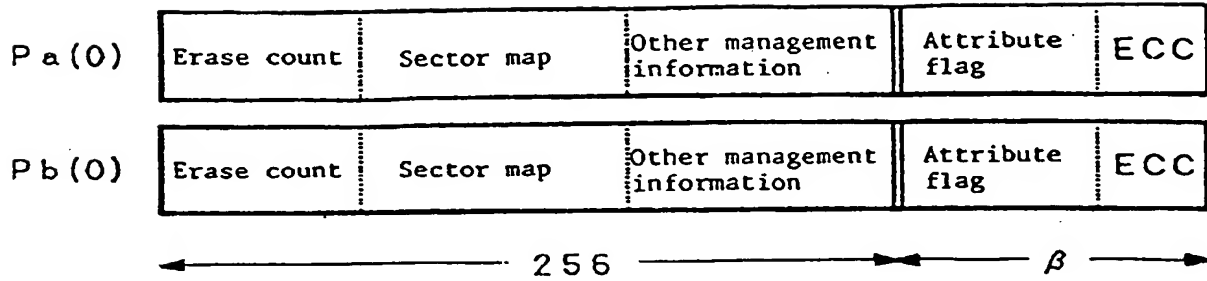 Pa(0) Erase count Sector map Other management information Attribute flag ECC
Pb(0) Erase count Sector map Other management information Attribute flag ECC
256 β